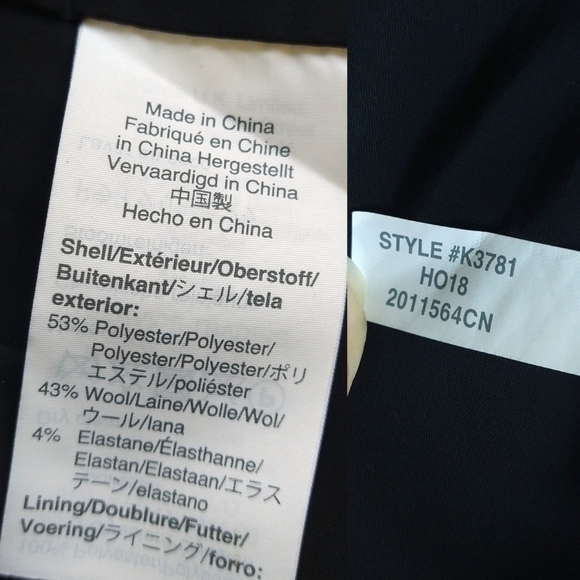 Made in China
Fabriqué en Chine
in China Hergestellt
Vervaardigd in China
中国製
Hecho en China
Shell/Extérieur/Oberstoff/
Buitenkant/シェル/tela
exterior:
53% Polyester/Polyester/
Polyester/Polyester/ポリ
エステル/poliéster
43% Wool/Laine/Wolle/Wol/
ウール/lana
4% Elastane/Élasthanne/
Elastan/Elastaan/エラス
テーン/elastano
Lining/Doublure/Futter/
Voering/ライニング/forro:
STYLE #K3781
HO18
2011564CN